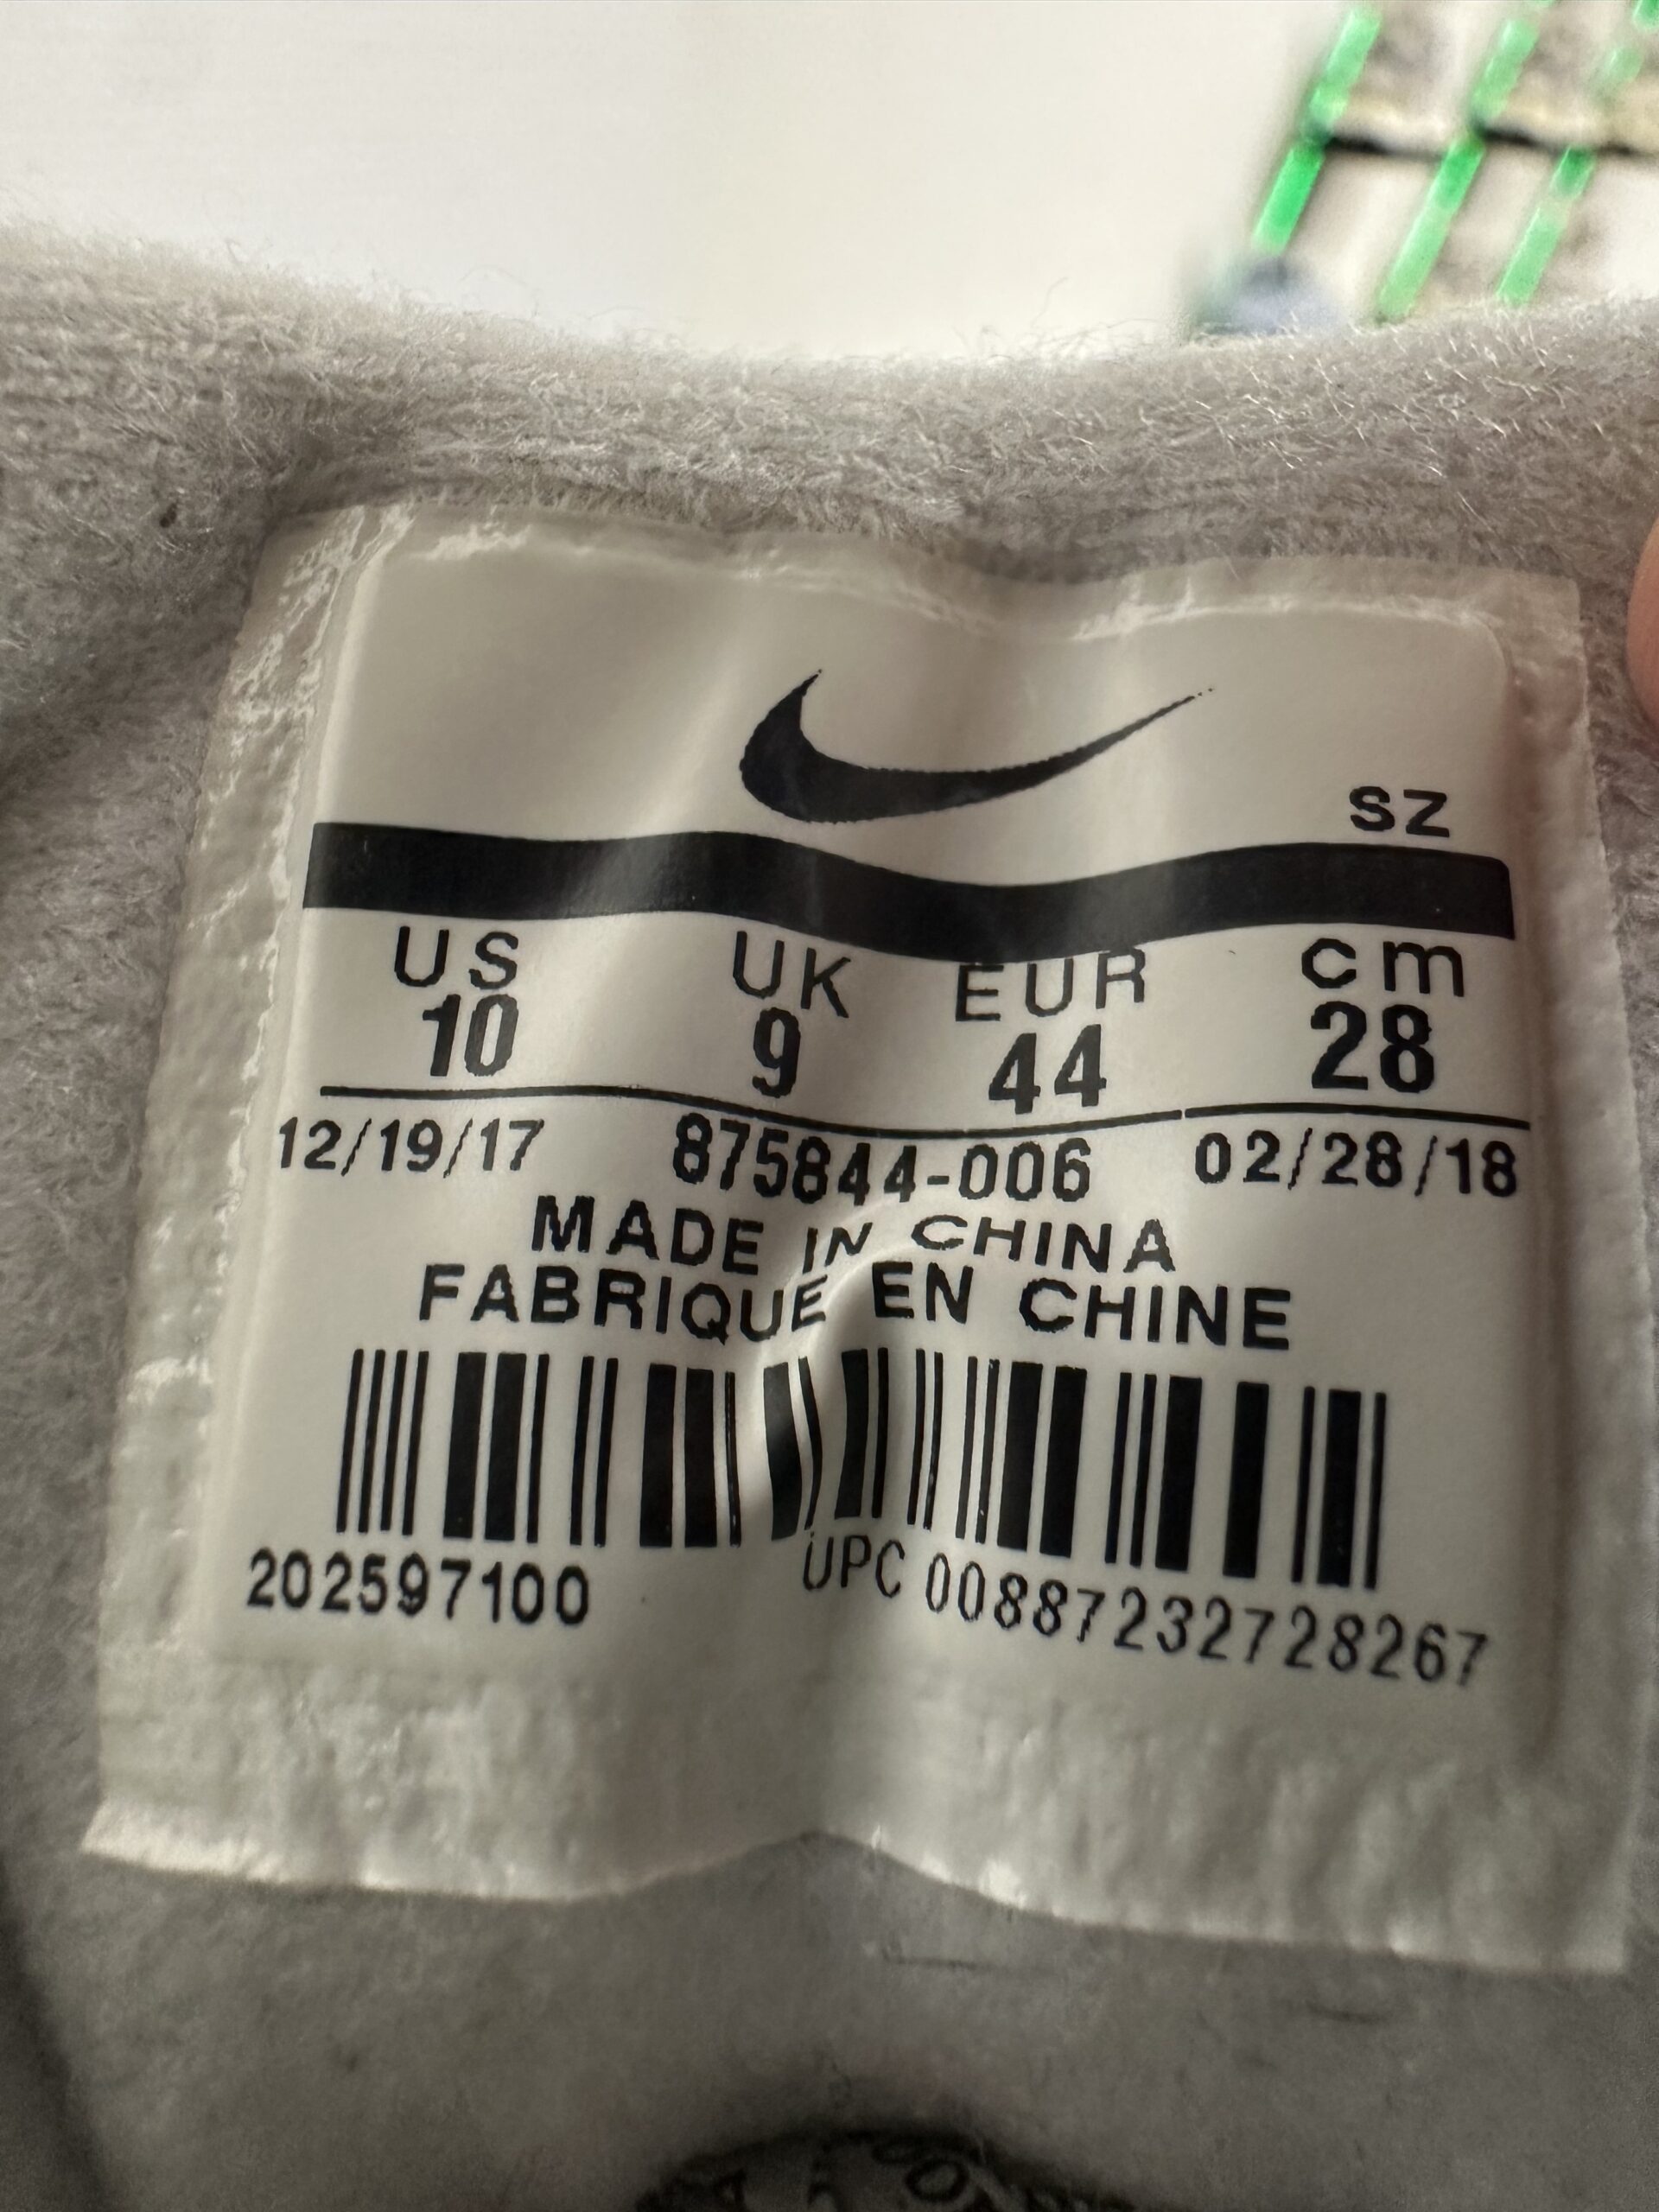 SZ
US UK EUR cm
10 9 44 28
12/19/17 875844-006 02/28/18
MADE IN CHINA
FABRIQUE EN CHINE
202597100 UPC 00887232728267